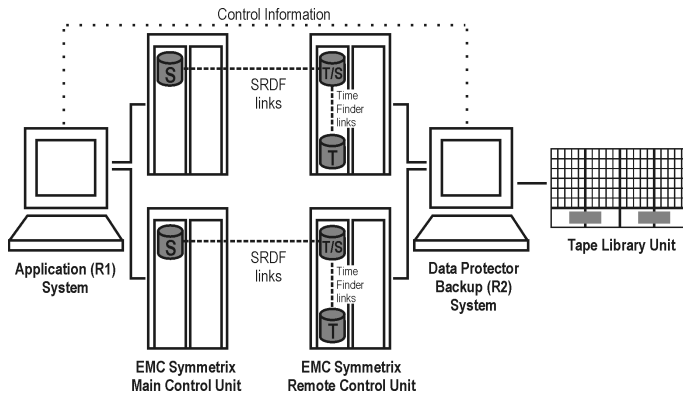 Control Information
S
SRDF
links
T/S
Time
Finder
links
T
S
SRDF
links
T/S
Time
Finder
links
T
Application (R1)
System
Data Protector
Backup (R2)
System
Tape Library Unit
EMC Symmetrix
Main Control Unit
EMC Symmetrix
Remote Control Unit